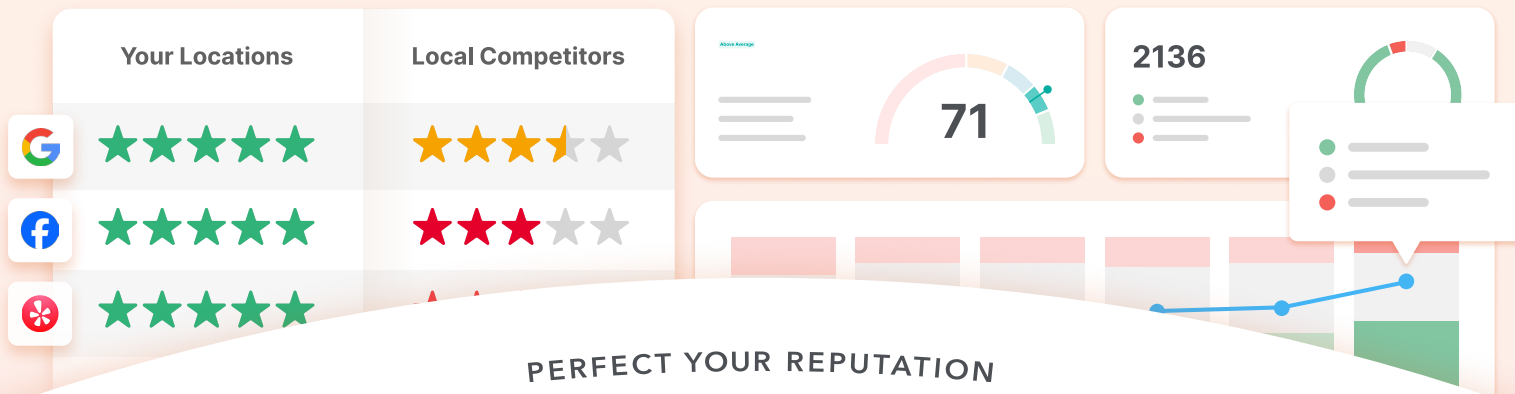 Your Locations
Local Competitors
Above Average
71
2136
PERFECT YOUR REPUTATION